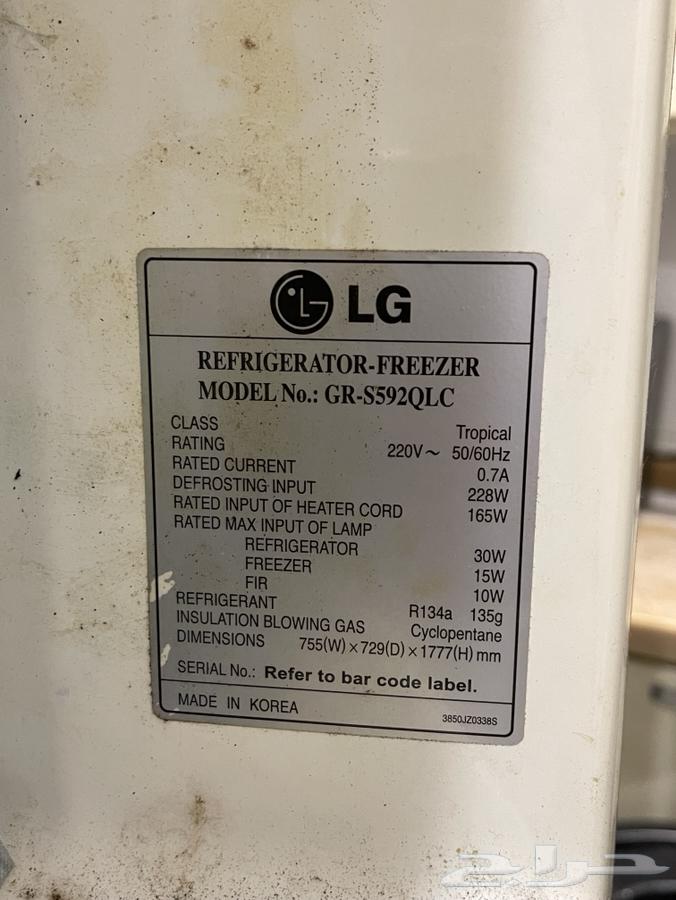 LG
REFRIGERATOR-FREEZER
MODEL No.: GR-S592QLC
CLASS Tropical
RATING 220V~ 50/60Hz
RATED CURRENT 0.7A
DEFROSTING INPUT 228W
RATED INPUT OF HEATER CORD 165W
RATED MAX INPUT OF LAMP
REFRIGERATOR 30W
FREEZER 15W
FIR 10W
REFRIGERANT R134a 135g
INSULATION BLOWING GAS Cyclopentane
DIMENSIONS 755(W)×729(D)×1777(H) mm
SERIAL No.: Refer to bar code label.
MADE IN KOREA 3850JZ0338S
حراج